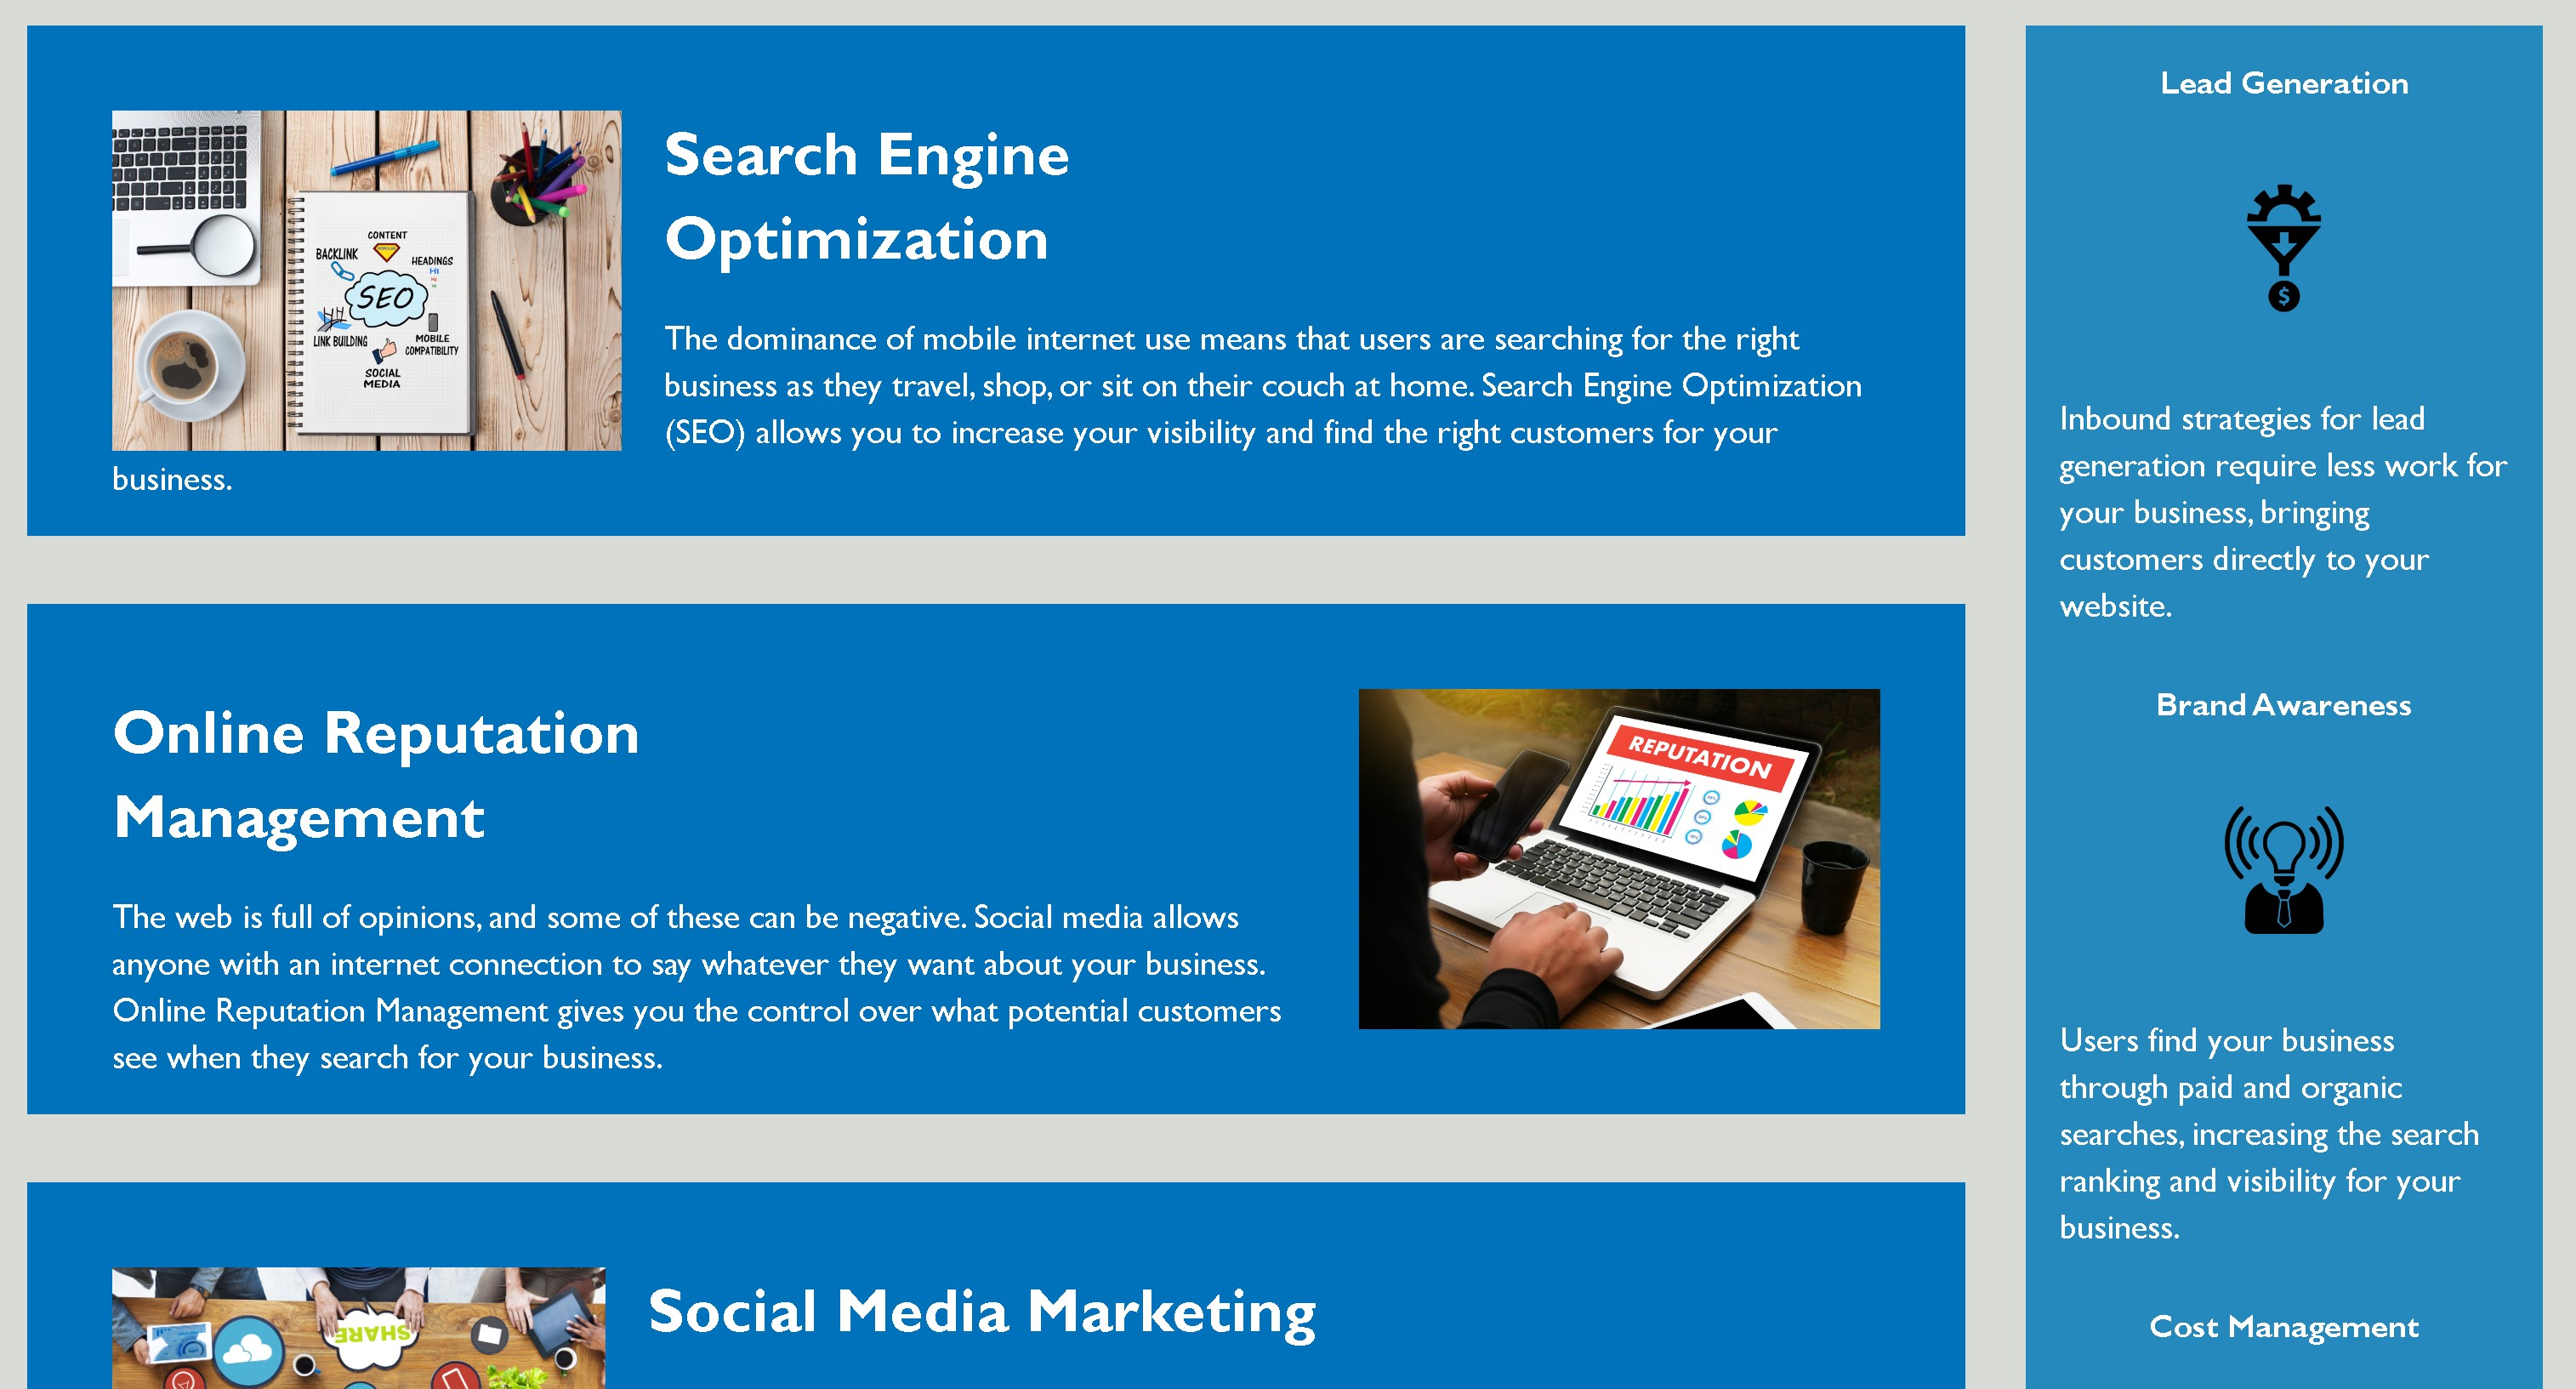 Search Engine
Optimization
The dominance of mobile internet use means that users are searching for the right
business as they travel, shop, or sit on their couch at home. Search Engine Optimization
(SEO) allows you to increase your visibility and find the right customers for your
business.
CONTENT
BACKLINK
HEADINGS
H1
SEO
LINK BUILDING
MOBILE
COMPATIBILITY
SOCIAL
MEDIA
Online Reputation
Management
The web is full of opinions, and some of these can be negative. Social media allows
anyone with an internet connection to say whatever they want about your business.
Online Reputation Management gives you the control over what potential customers
see when they search for your business.
REPUTATION
Social Media Marketing
SHARE
Lead Generation
$
Inbound strategies for lead
generation require less work for
your business, bringing
customers directly to your
website.
Brand Awareness
Users find your business
through paid and organic
searches, increasing the search
ranking and visibility for your
business.
Cost Management